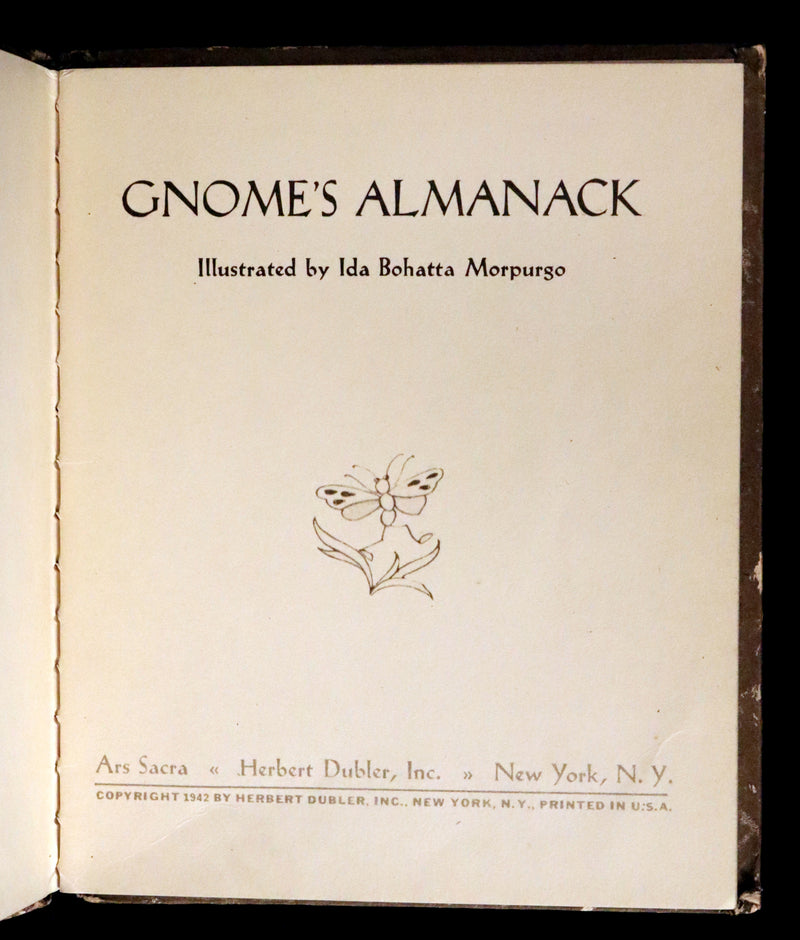 GNOME'S ALMANACK
Illustrated by Ida Bohatta Morpurgo
Ars Sacra « Herbert Dubler, Inc. » New York, N. Y.
COPYRIGHT 1942 BY HERBERT DUBLER, INC., NEW YORK, N.Y., PRINTED IN U.S.A.